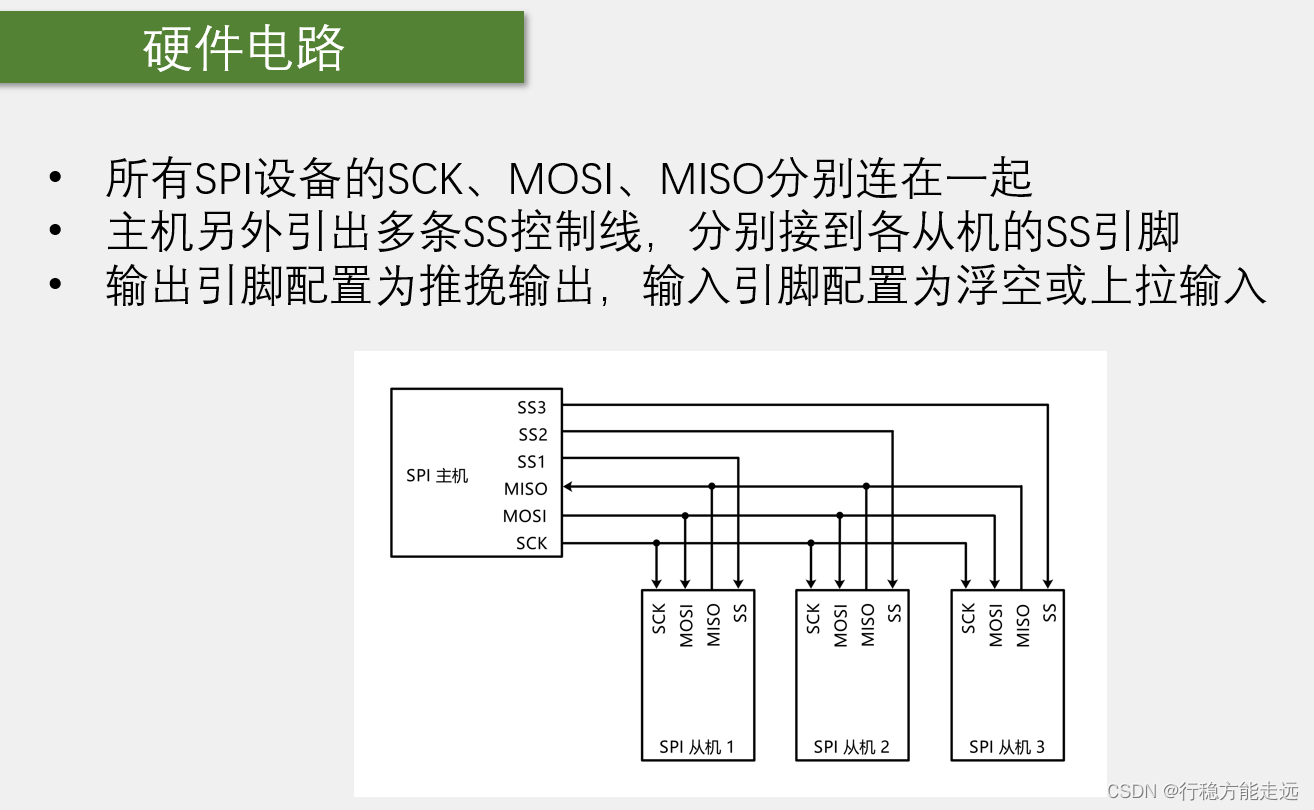 硬件电路
• 所有SPI设备的SCK、MOSI、MISO分别连在一起
• 主机另外引出多条SS控制线，分别接到各从机的SS引脚
• 输出引脚配置为推挽输出，输入引脚配置为浮空或上拉输入
SS3
SS2
SS1
SPI 主机
MISO
MOSI
SCK
SCK MOSI MISO SS
SCK MOSI MISO SS
SCK MOSI MISO SS
SPI 从机 1
SPI 从机 2
SPI 从机 3
CSDN @行稳方能走远